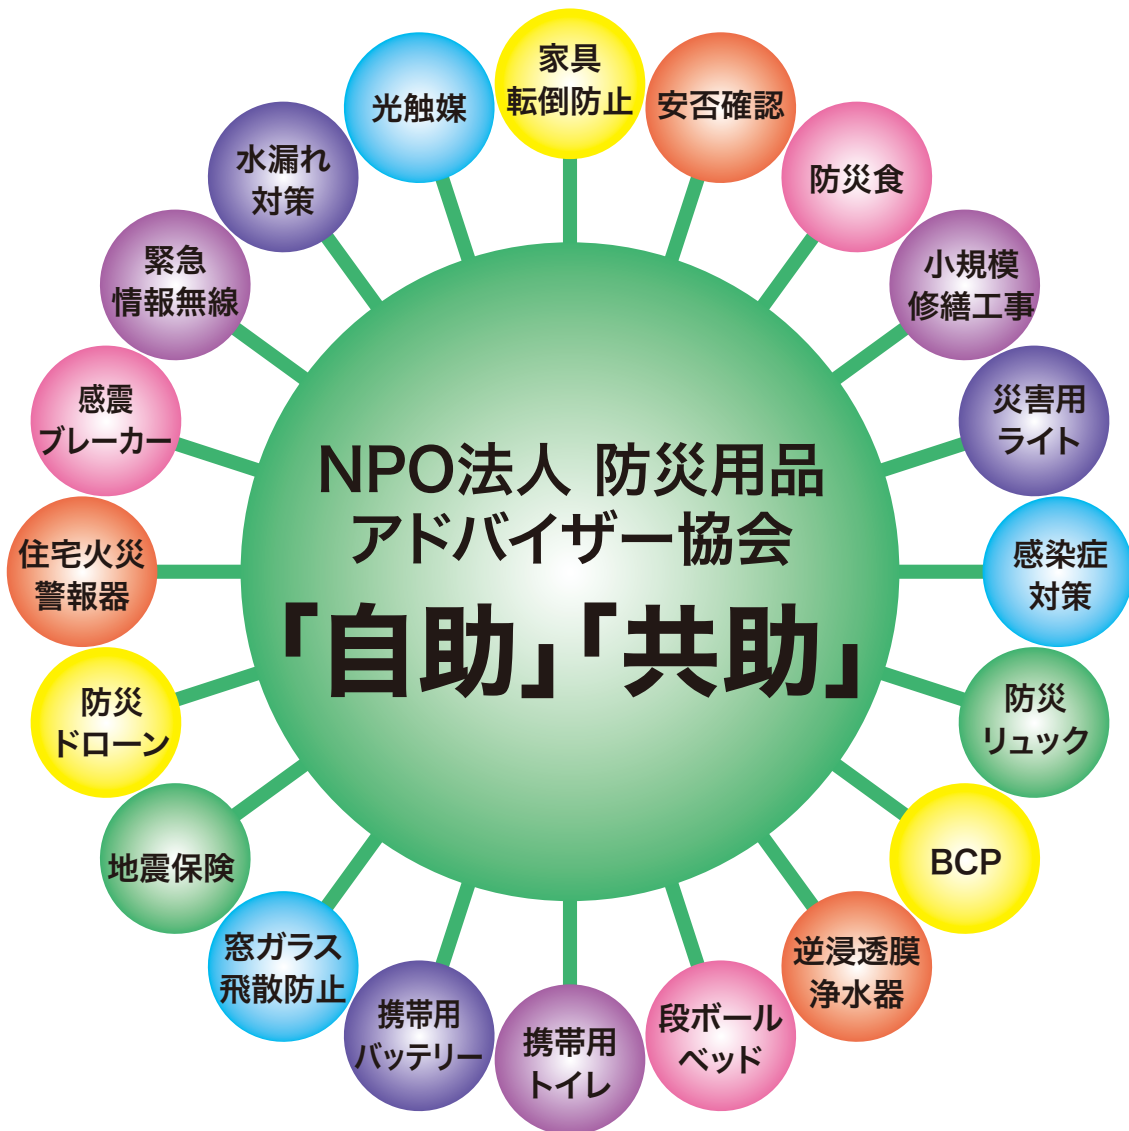 NPO法人 防災用品
アドバイザー協会
「自助」「共助」
家具
転倒防止
安否確認
防災食
小規模
修繕工事
災害用
ライト
感染症
対策
防災
リュック
BCP
逆浸透膜
浄水器
段ボール
ベッド
携帯用
トイレ
携帯用
バッテリー
窓ガラス
飛散防止
地震保険
防災
ドローン
住宅火災
警報器
感震
ブレーカー
緊急
情報無線
水漏れ
対策
光触媒